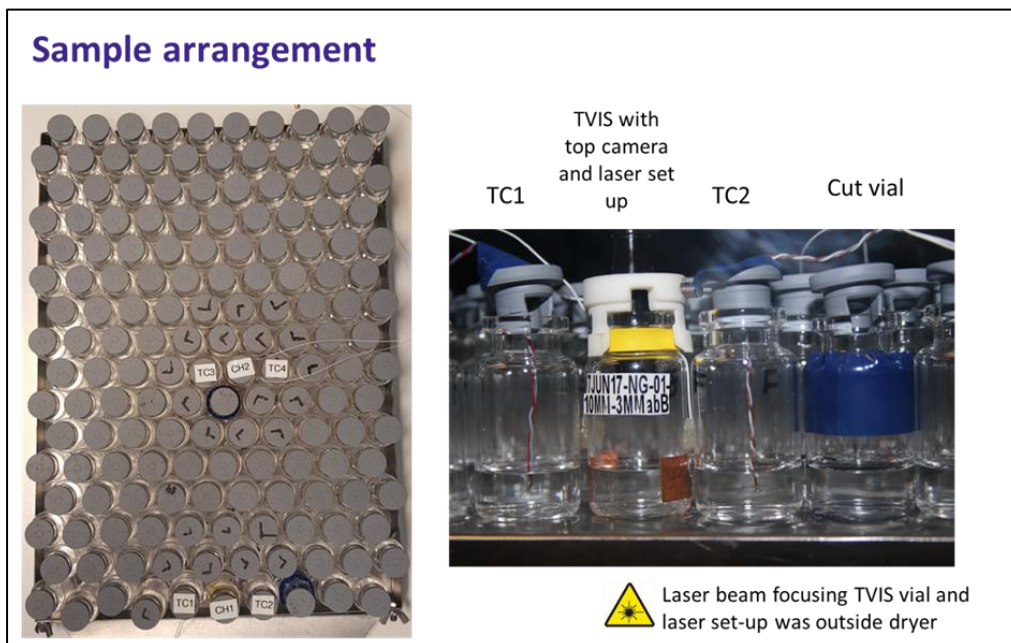 Sample arrangement
TC3
CH2
TC4
TC1
CH1
TC2
TVIS with
top camera
and laser set
up
TC1
TC2
Cut vial
7JUN17-NG-01-
10MM-3MMabB
Laser beam focusing TVIS vial and
laser set-up was outside dryer